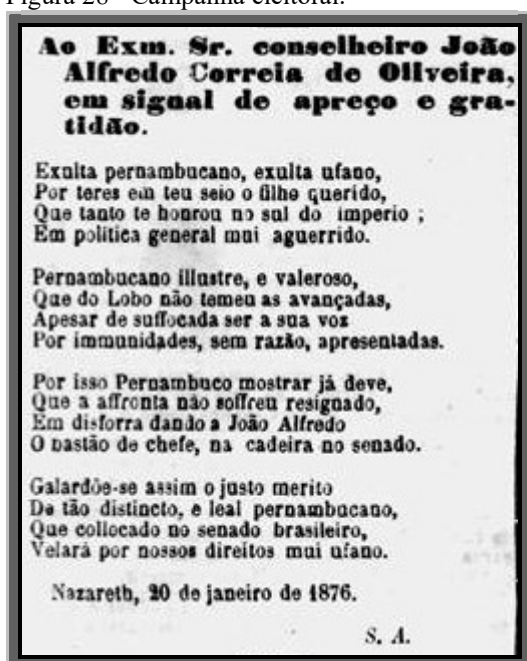 Figura 28 - Campanha eleitoral.
Ao Exm. Sr. conselheiro João
Alfredo Correia de Oliveira,
em signal de apreço e gra-
tidão.
Exulta pernambucano, exulta ufano,
Por teres em teu seio o filho querido,
Que tanto te honrou no sul do imperio ;
Em politica general mui aguerrido.
Pernambucano illustre, e valeroso,
Que do Lobo não temeu as avançadas,
Apesar de suffocada ser a sua voz
Por immunidades, sem razão, apresentadas.
Por isso Pernambuco mostrar já deve,
Que a affronta não soffreu resignado,
Em disforra dando a João Alfredo
O bastão de chefe, na cadeira no senado.
Galardôe-se assim o justo merito
De tão distincto, e leal pernambucano,
Que collocado no senado brasileiro,
Velará por nossos direitos mui ufano.
Nazareth, 20 de janeiro de 1876.
S. A.